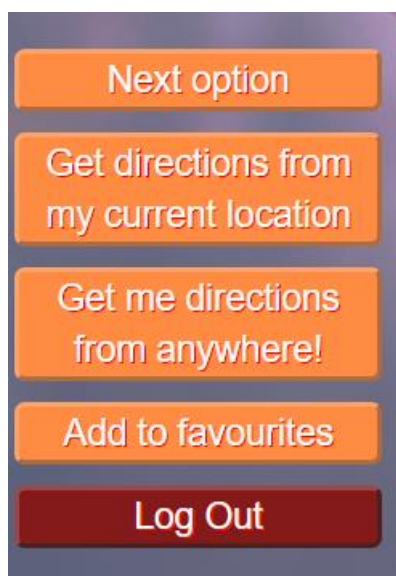 Next option
Get directions from
my current location
Get me directions
from anywhere!
Add to favourites
Log Out